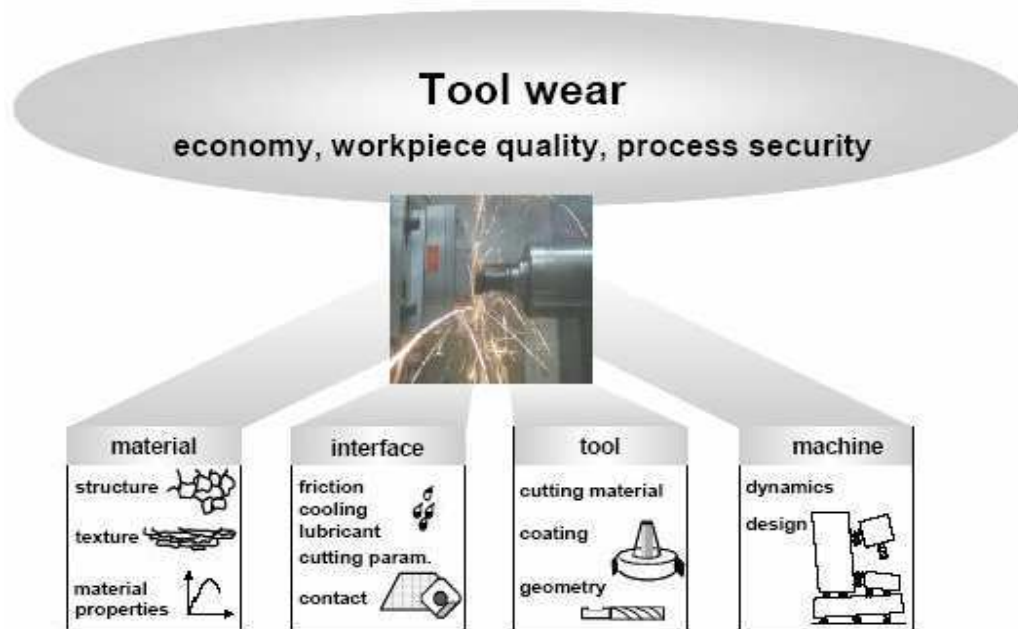 Tool wear
economy, workpiece quality, process security
material
structure
texture
material
properties
interface
friction
cooling
lubricant
cutting param.
contact
tool
cutting material
coating
geometry
machine
dynamics
design